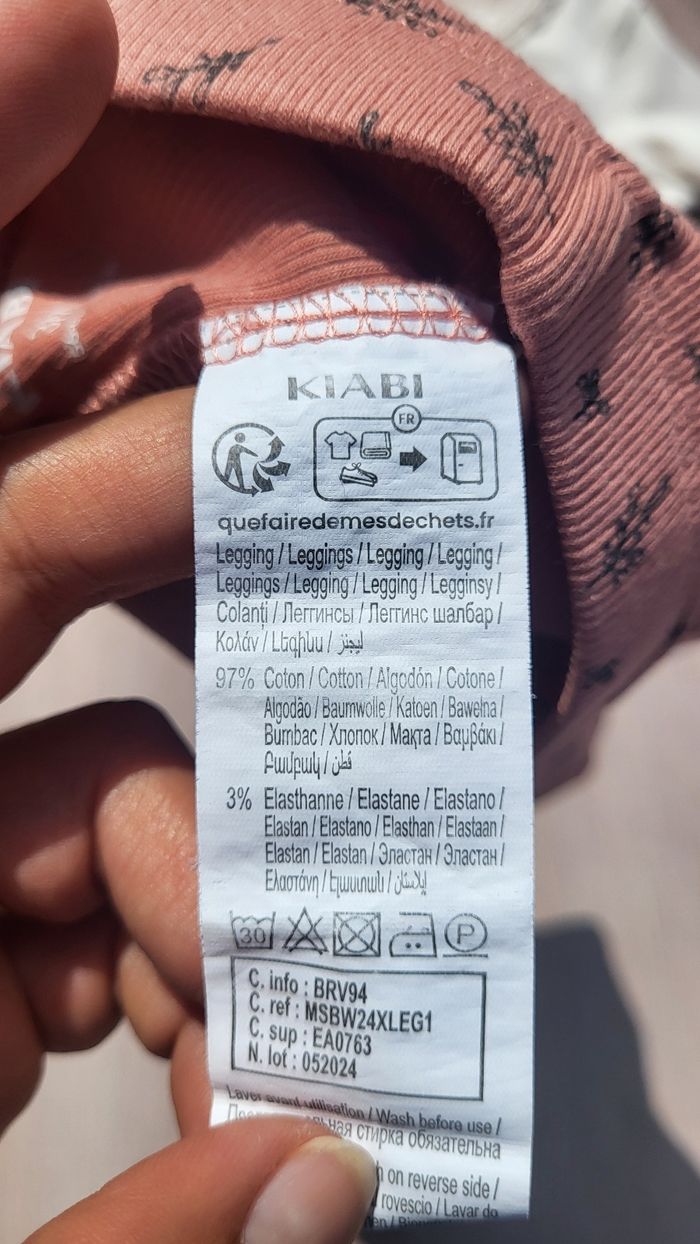 KIABI
FR
quefairedemesdechets.fr
Legging / Leggings / Legging / Legging /
Leggings / Legging / Legging / Legginsy /
Colanți / Леггинсы / Леггинс шалбар /
Κολάν / Լեգինս / ليجنز
97% Coton / Cotton / Algodón / Cotone /
Algodão / Baumwolle / Katoen / Bawełna /
Bumbac / Хлопок / Мақта / Βαμβάκι /
Բամբակ / قطن
3% Elasthanne / Elastane / Elastano /
Elastan / Elastano / Elasthan / Elastaan /
Elastan / Elastan / Эластан / Эластан /
Ελαστάνη / Էլաստան / إيلاستان
30 P
C. info : BRV94
C. ref : MSBW24XLEG1
C. sup : EA0763
N. lot : 052024
Laver avant utilisation / Wash before use /
стирка обязательна
on reverse side /
rovescio / Lavar do